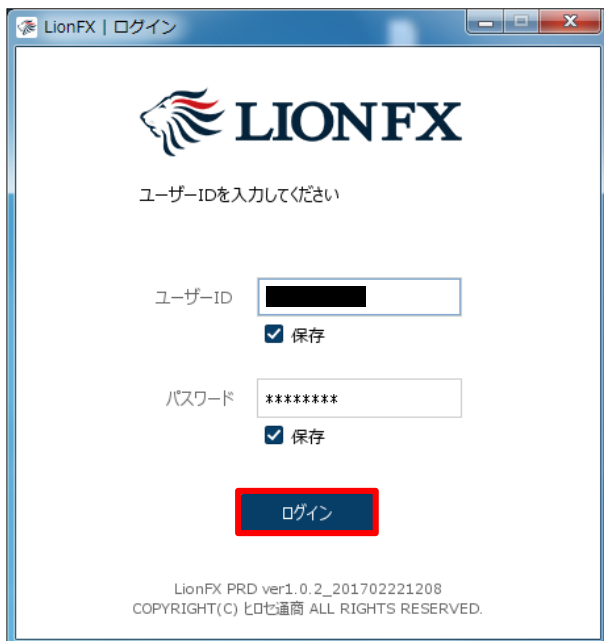 LionFX | ログイン
LION FX
ユーザーIDを入力してください
ユーザーID
保存
パスワード ********
保存
ログイン
LionFX PRD ver1.0.2_201702221208
COPYRIGHT(C) ヒロセ通商 ALL RIGHTS RESERVED.